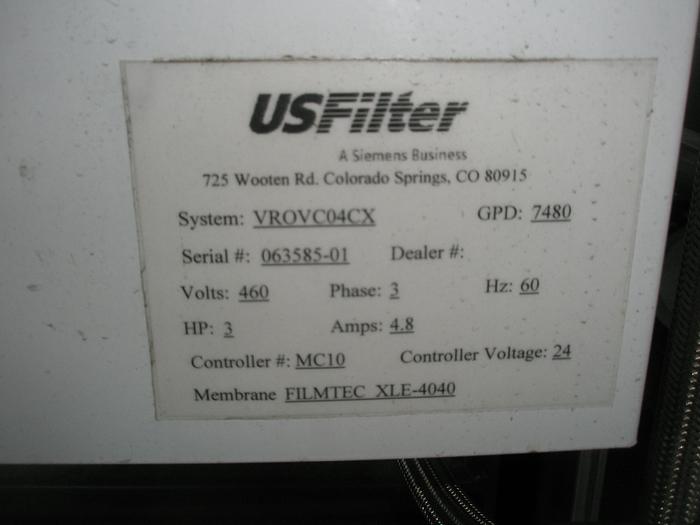 USFilter
A Siemens Business
725 Wooten Rd. Colorado Springs, CO 80915
System: VROVC04CX GPD: 7480
Serial #: 063585-01 Dealer #:
Volts: 460 Phase: 3 Hz: 60
HP: 3 Amps: 4.8
Controller #: MC10 Controller Voltage: 24
Membrane FILMTEC XLE-4040